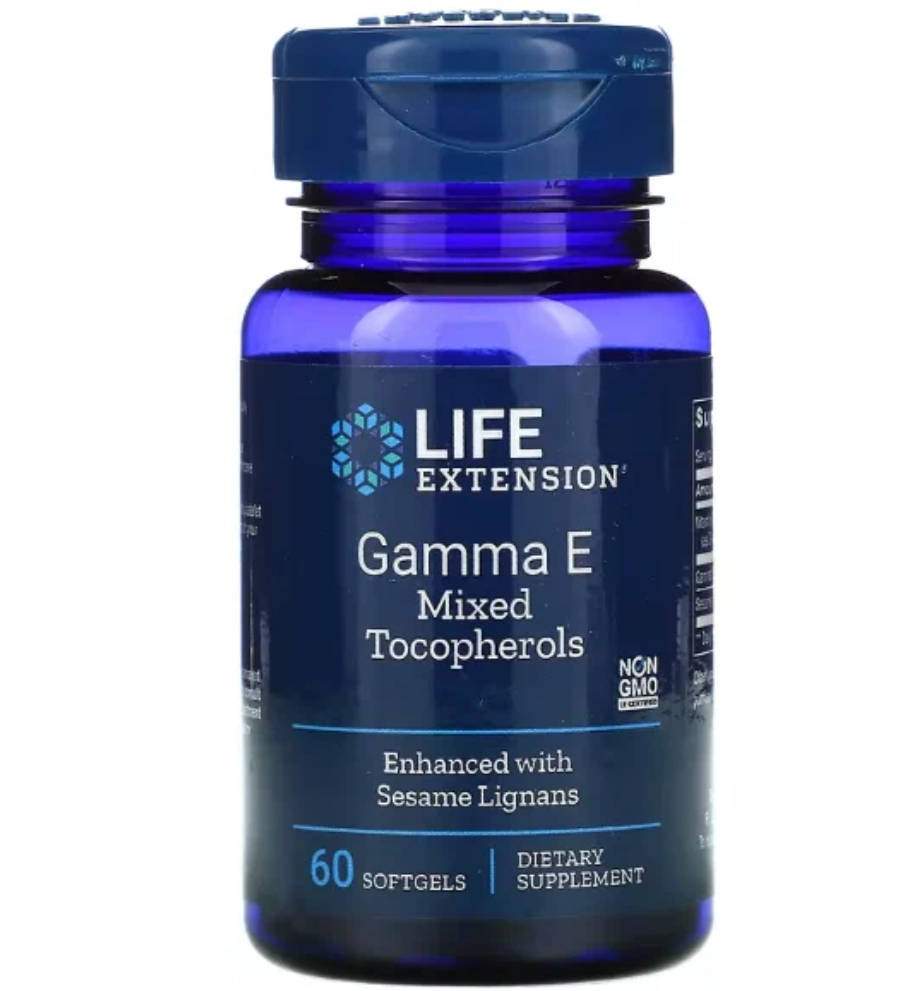 LIFE
EXTENSION
Gamma E
Mixed
Tocopherols
NON
GMO
Enhanced with
Sesame Lignans
60 SOFTGELS
DIETARY
SUPPLEMENT